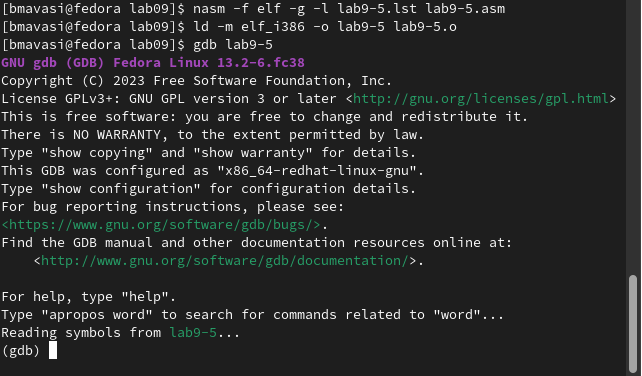 [bmavasi@fedora lab09]$ nasm -f elf -g -l lab9-5.lst lab9-5.asm
[bmavasi@fedora lab09]$ ld -m elf_i386 -o lab9-5 lab9-5.o
[bmavasi@fedora lab09]$ gdb lab9-5
GNU gdb (GDB) Fedora Linux 13.2-6.fc38
Copyright (C) 2023 Free Software Foundation, Inc.
License GPLv3+: GNU GPL version 3 or later <http://gnu.org/licenses/gpl.html>
This is free software: you are free to change and redistribute it.
There is NO WARRANTY, to the extent permitted by law.
Type "show copying" and "show warranty" for details.
This GDB was configured as "x86_64-redhat-linux-gnu".
Type "show configuration" for configuration details.
For bug reporting instructions, please see:
<https://www.gnu.org/software/gdb/bugs/>.
Find the GDB manual and other documentation resources online at:
    <http://www.gnu.org/software/gdb/documentation/>.

For help, type "help".
Type "apropos word" to search for commands related to "word"...
Reading symbols from lab9-5...
(gdb)